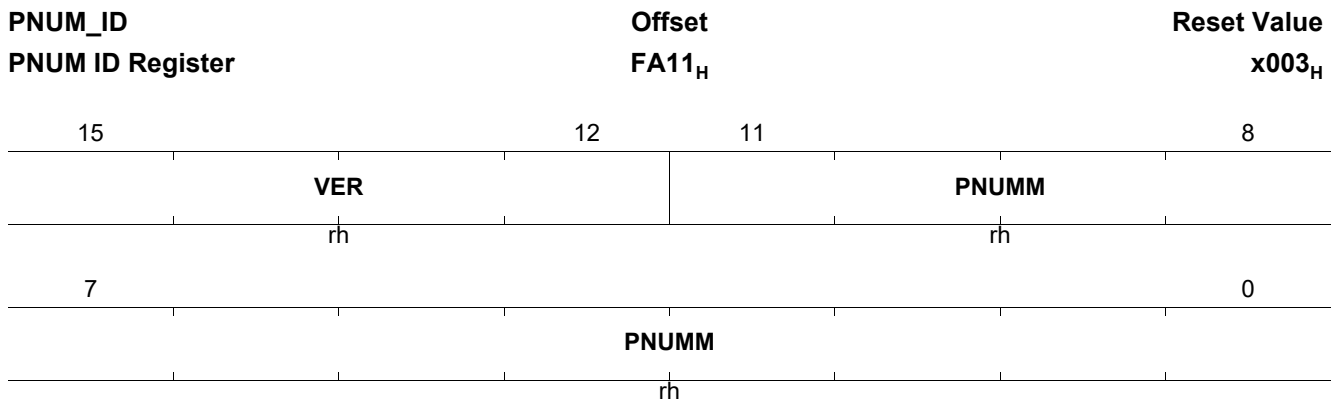 PNUM_ID Offset Reset Value
PNUM ID Register FA11H x003H
15 12 11 8
VER PNUMM
rh rh
7 0
PNUMM
rh